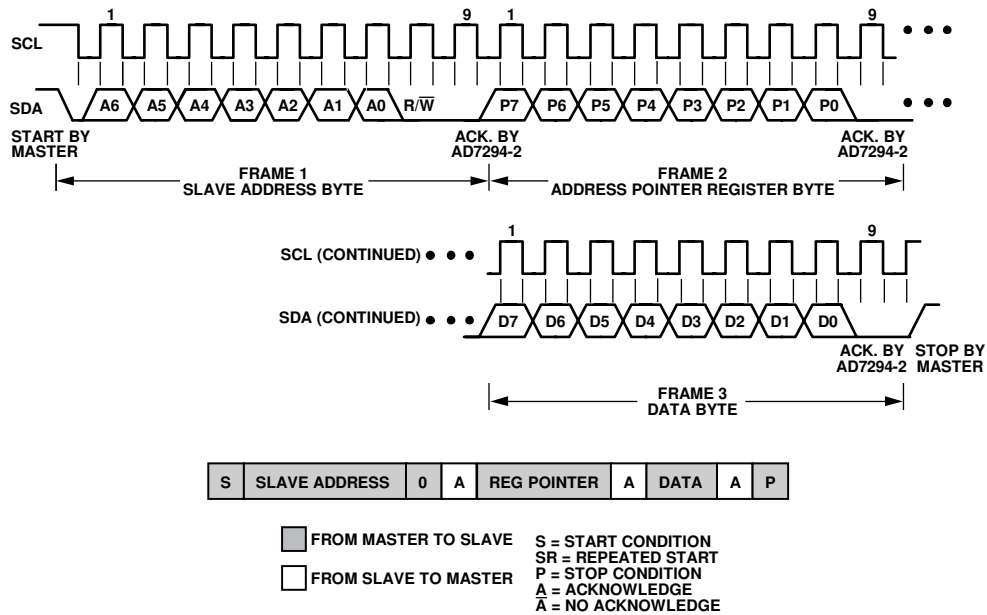 1 9 1 9
SCL
SDA A6 A5 A4 A3 A2 A1 A0 R/W̅ P7 P6 P5 P4 P3 P2 P1 P0
START BY
MASTER
ACK. BY
AD7294-2
ACK. BY
AD7294-2
FRAME 1
SLAVE ADDRESS BYTE
FRAME 2
ADDRESS POINTER REGISTER BYTE
1 9
SCL (CONTINUED)
SDA (CONTINUED) D7 D6 D5 D4 D3 D2 D1 D0
ACK. BY
AD7294-2
STOP BY
MASTER
FRAME 3
DATA BYTE
S SLAVE ADDRESS 0 A REG POINTER A DATA A P
FROM MASTER TO SLAVE
FROM SLAVE TO MASTER
S = START CONDITION
SR = REPEATED START
P = STOP CONDITION
A = ACKNOWLEDGE
A̅ = NO ACKNOWLEDGE